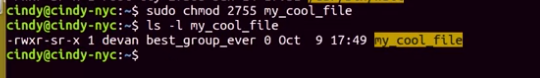 cindy@cindy-nyc:~$ sudo chmod 2755 my_cool_file
cindy@cindy-nyc:~$ ls -l my_cool_file
-rwxr-sr-x 1 devan best_group_ever 0 Oct  9 17:49 my_cool_file
cindy@cindy-nyc:~$